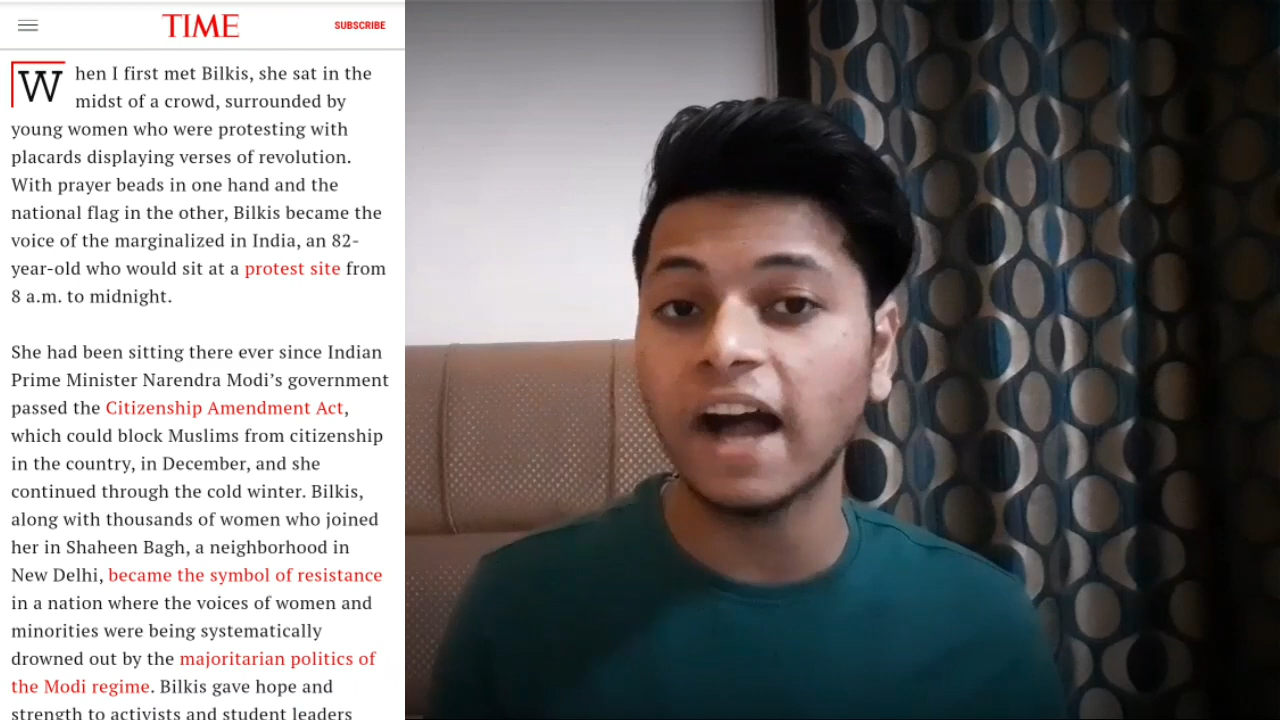 TIME
SUBSCRIBE
When I first met Bilkis, she sat in the
midst of a crowd, surrounded by
young women who were protesting with
placards displaying verses of revolution.
With prayer beads in one hand and the
national flag in the other, Bilkis became the
voice of the marginalized in India, an 82-
year-old who would sit at a protest site from
8 a.m. to midnight.
She had been sitting there ever since Indian
Prime Minister Narendra Modi’s government
passed the Citizenship Amendment Act,
which could block Muslims from citizenship
in the country, in December, and she
continued through the cold winter. Bilkis,
along with thousands of women who joined
her in Shaheen Bagh, a neighborhood in
New Delhi, became the symbol of resistance
in a nation where the voices of women and
minorities were being systematically
drowned out by the majoritarian politics of
the Modi regime. Bilkis gave hope and
strength to activists and student leaders